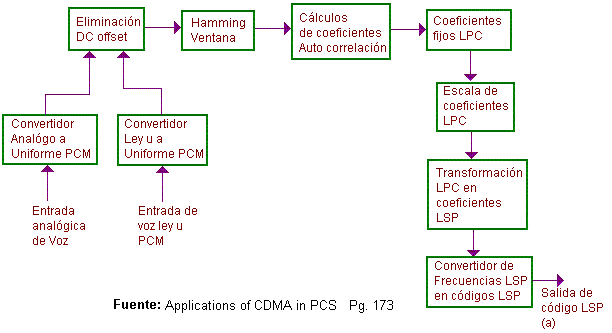 Eliminación
DC offset
Hamming
Ventana
Cálculos
de coeficientes
Auto correlación
Coeficientes
fijos LPC
Escala de
coeficientes
LPC
Convertidor
Analógo a
Uniforme PCM
Convertidor
Ley u a
Uniforme PCM
Transformación
LPC en
coeficientes
LSP
Entrada
analógica
de Voz
Entrada de
voz ley u
PCM
Convertidor de
Frecuencias LSP
en códigos LSP
Salida de
código LSP
(a)
Fuente: Applications of CDMA in PCS Pg. 173